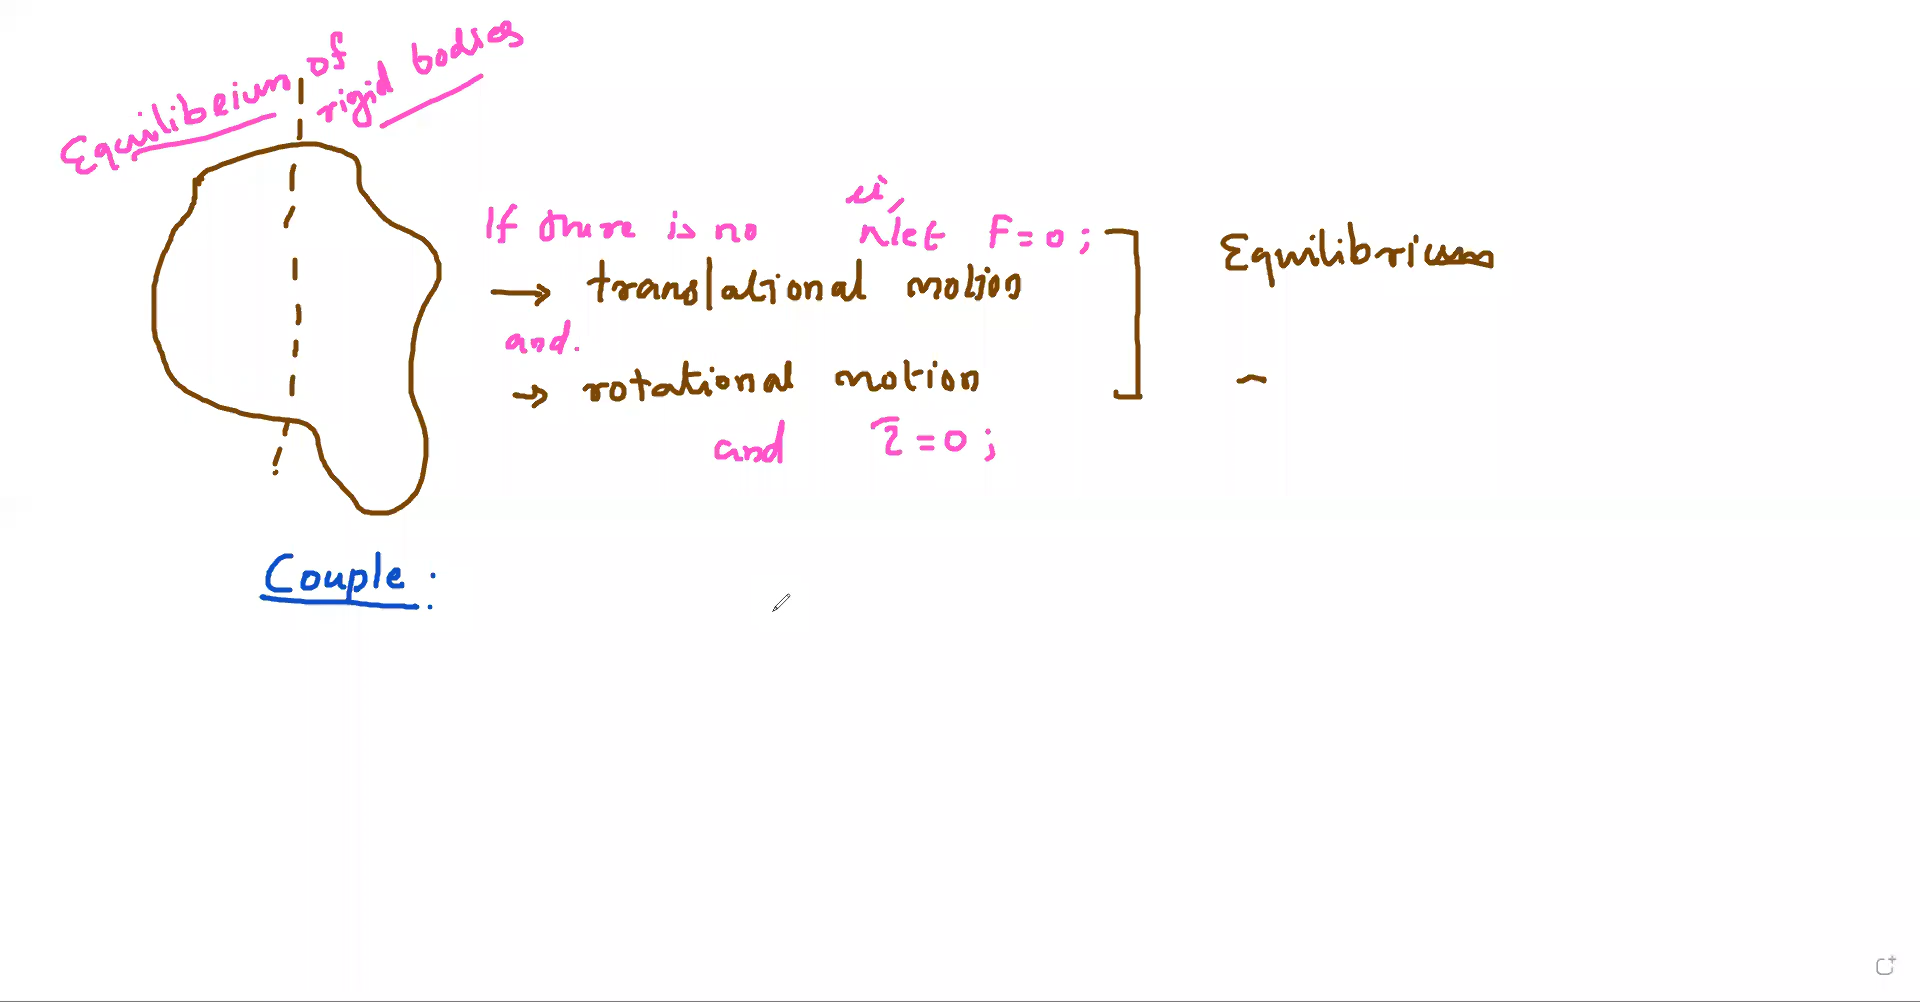 Equilibrium of
rigid bodies
ie,
If there is no net F=0;
→ translational motion
and.
→ rotational motion
and τ=0;
Equilibrium
Couple: